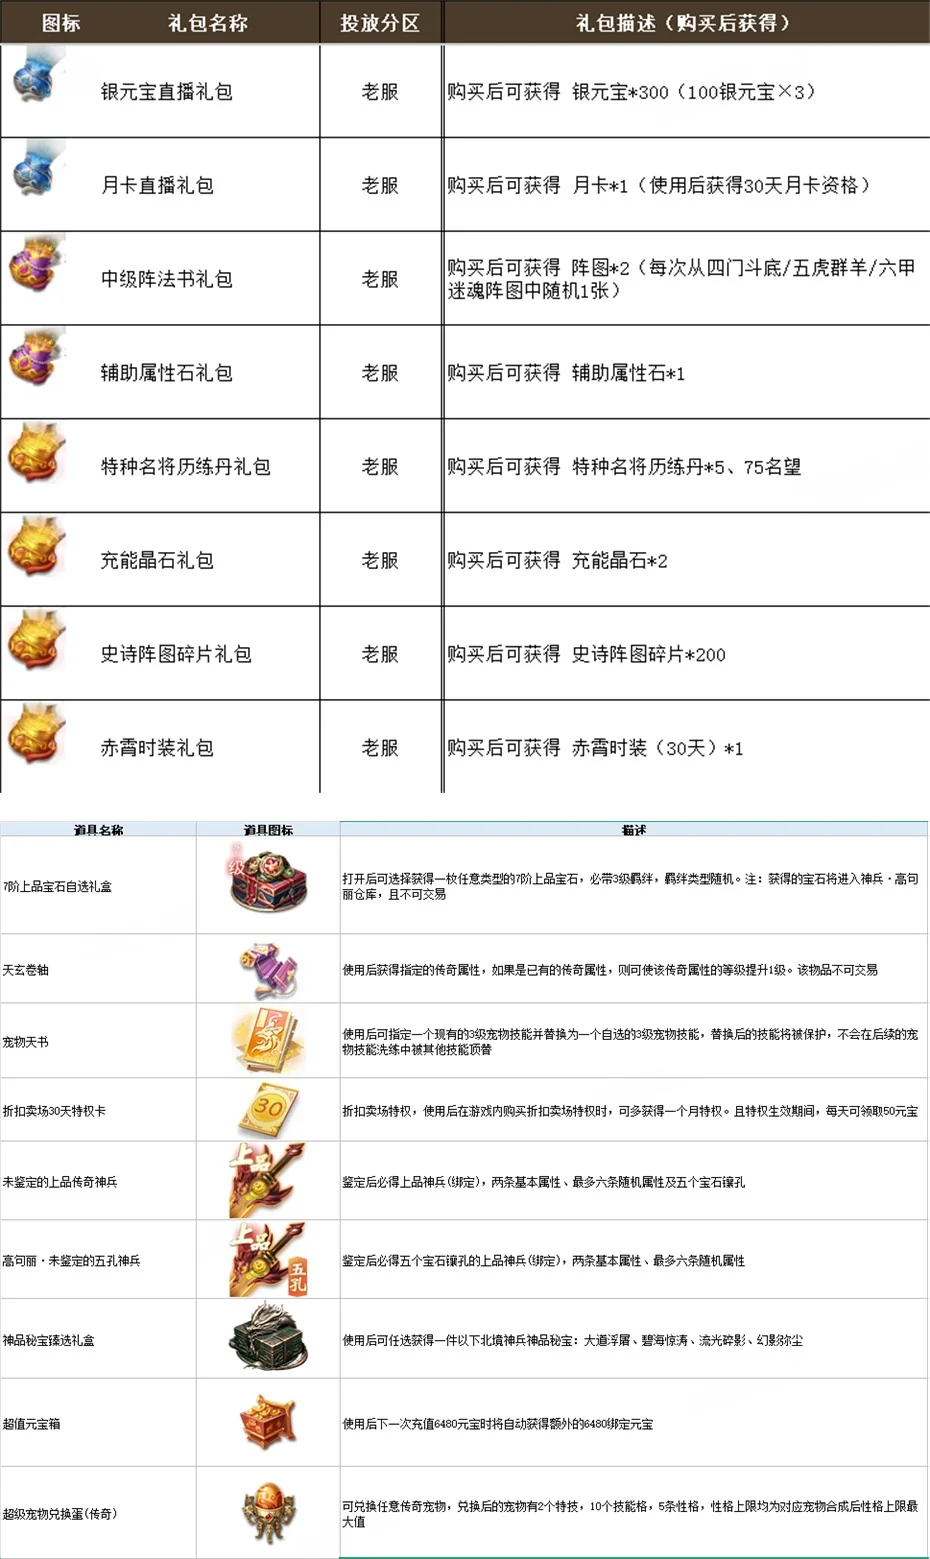 图标 礼包名称 投放分区 礼包描述（购买后获得）
银元宝直播礼包 老服 购买后可获得 银元宝*300（100银元宝×3）
月卡直播礼包 老服 购买后可获得 月卡*1（使用后获得30天月卡资格）
中级阵法书礼包 老服 购买后可获得 阵图*2（每次从四门斗底/五虎群羊/六甲
迷魂阵图中随机1张）
辅助属性石礼包 老服 购买后可获得 辅助属性石*1
特种名将历练丹礼包 老服 购买后可获得 特种名将历练丹*5、75名望
充能晶石礼包 老服 购买后可获得 充能晶石*2
史诗阵图碎片礼包 老服 购买后可获得 史诗阵图碎片*200
赤霄时装礼包 老服 购买后可获得 赤霄时装（30天）*1
道具名称 道具图标 描述
7阶上品宝石自选礼盒 级 打开后可选择获得一枚任意类型的7阶上品宝石，必带3级羁绊，羁绊类型随机。注：获得的宝石将进入神兵·高句
丽仓库，且不可交易
天玄卷轴 使用后获得指定的传奇属性，如果是已有的传奇属性，则可使该传奇属性的等级提升1级。该物品不可交易
宠物天书 使用后可指定一个现有的3级宠物技能并替换为一个自选的3级宠物技能，替换后的技能将被保护，不会在后续的宠
物技能洗练中被其他技能顶替
折扣卖场30天特权卡 30 折扣卖场特权，使用后在游戏内购买折扣卖场特权时，可多获得一个月特权。且特权生效期间，每天可领取50元宝
未鉴定的上品传奇神兵 上品 鉴定后必得上品神兵(绑定)，两条基本属性、最多六条随机属性及五个宝石镶孔
高句丽·未鉴定的五孔神兵 上品 五孔 鉴定后必得五个宝石镶孔的上品神兵(绑定)，两条基本属性、最多六条随机属性
神品秘宝臻选礼盒 使用后可任选获得一件以下北境神兵神品秘宝：大道浮屠、碧海惊涛、流光碎影、幻影弥尘
超值元宝箱 使用后下一次充值6480元宝时将自动获得额外的6480绑定元宝
超级宠物兑换蛋(传奇) 可兑换任意传奇宠物，兑换后的宠物有2个特技，10个技能格，5条性格，性格上限均为对应宠物合成后性格上限最
大值